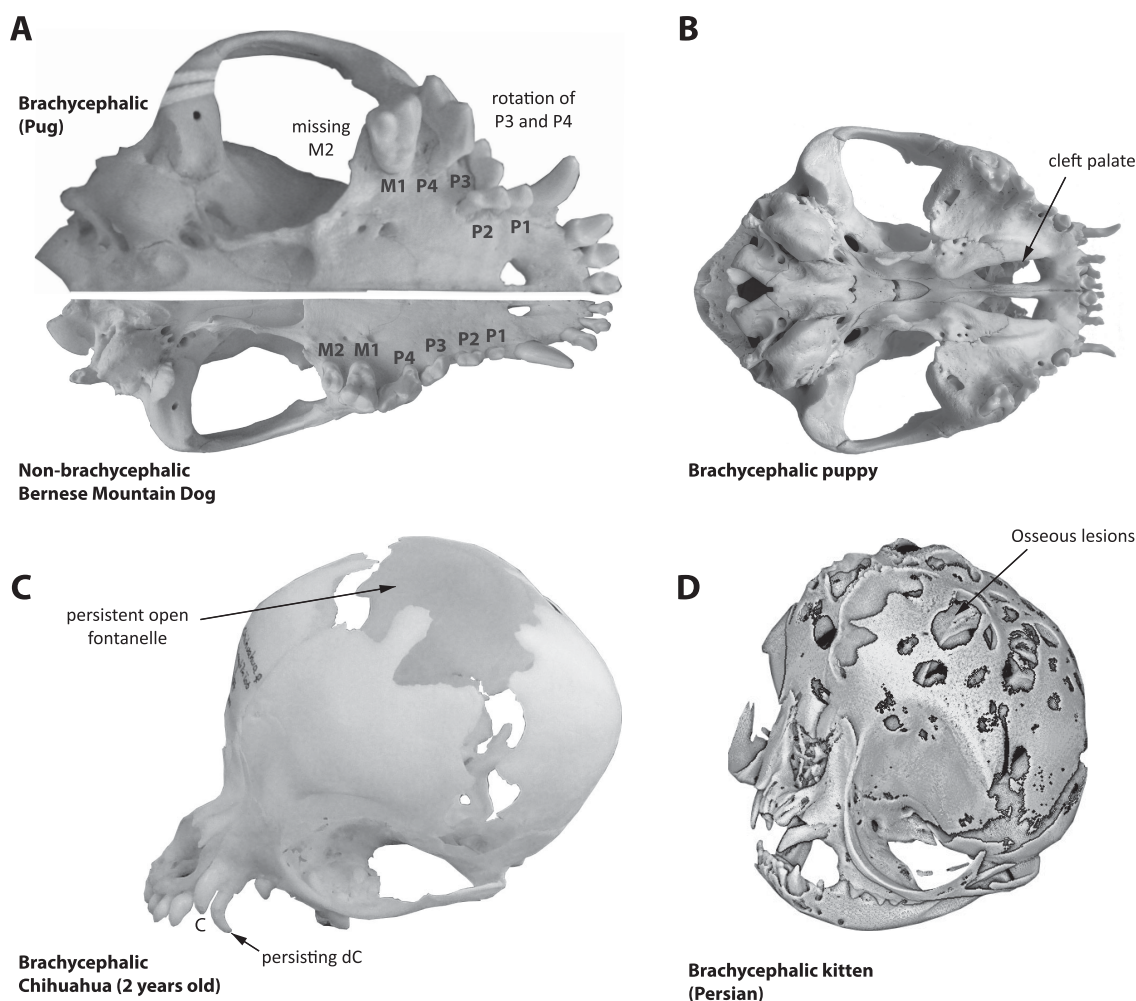 A
Brachycephalic
(Pug)
missing
M2
rotation of
P3 and P4
M1 P4 P3
P2 P1
M2 M1 P4 P3 P2 P1
Non-brachycephalic
Bernese Mountain Dog
B
cleft palate
Brachycephalic puppy
C
persistent open
fontanelle
C
persisting dC
Brachycephalic
Chihuahua (2 years old)
D
Osseous lesions
Brachycephalic kitten
(Persian)